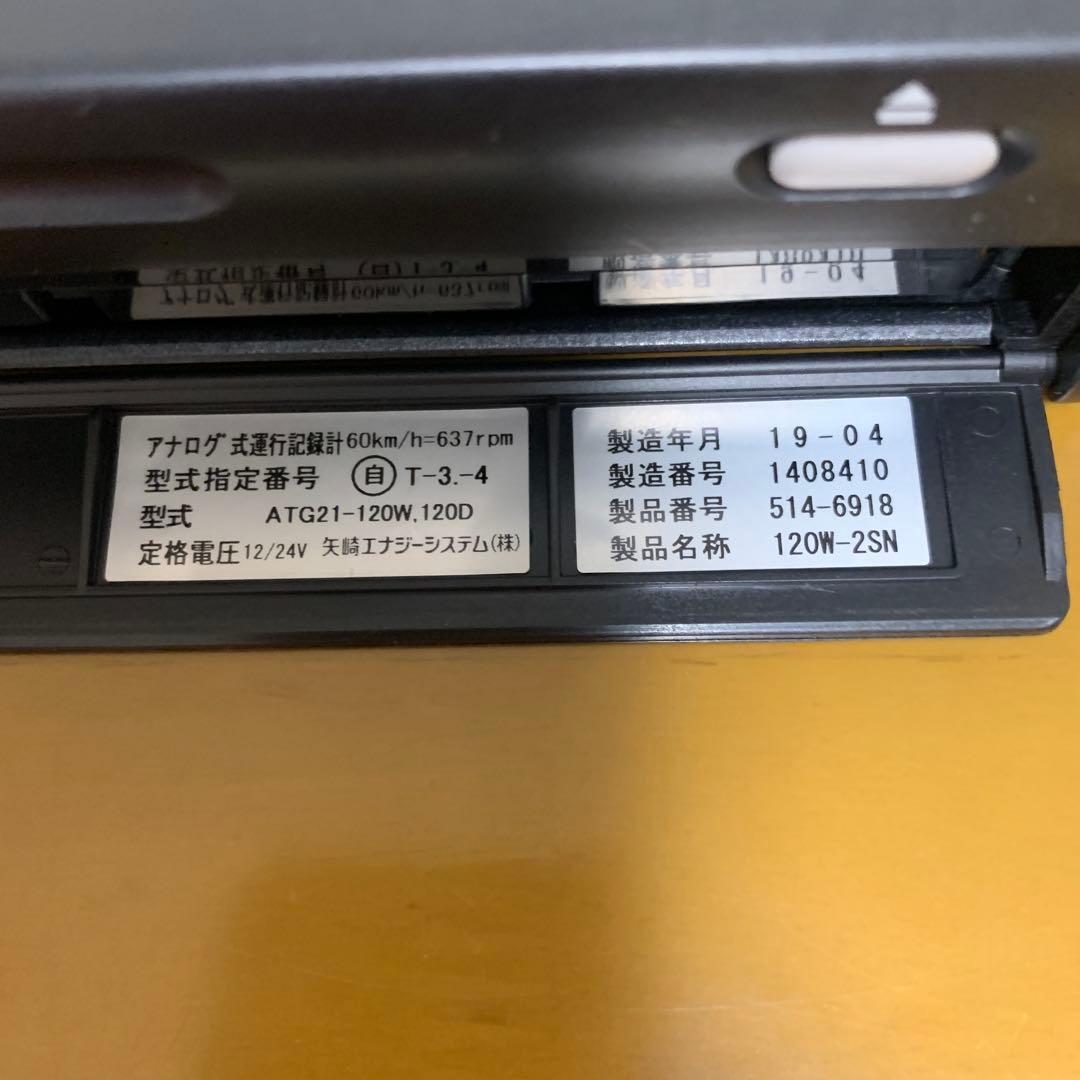 アナログ式運行記録計60km/h=637rpm
型式指定番号 ㊀T-3.-4
型式 ATG21-120W,120D
定格電圧12/24V 矢崎エナジーシステム(株)
製造年月 19-04
製造番号 1408410
製品番号 514-6918
製品名称 120W-2SN